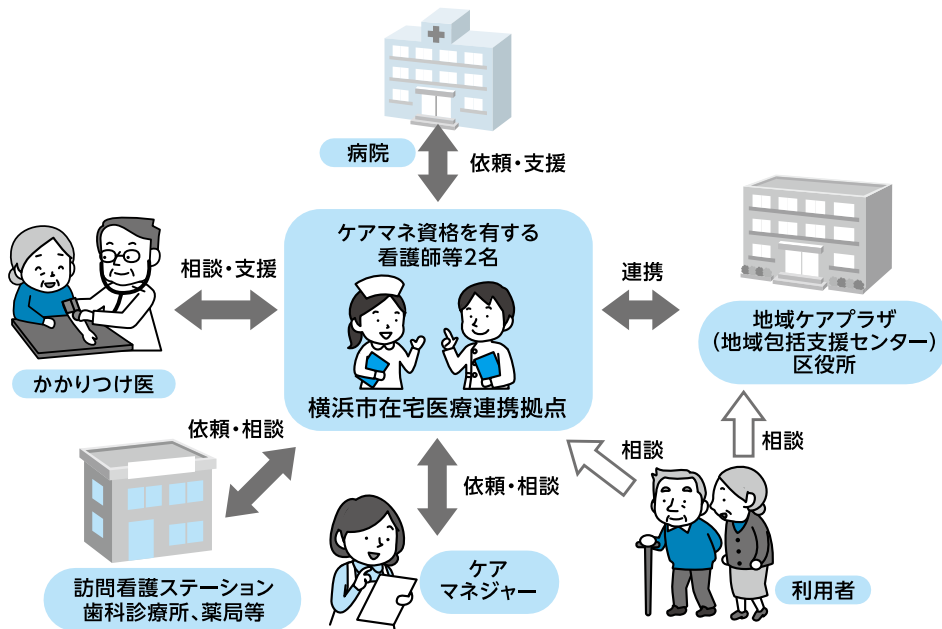 病院
依頼・支援
ケアマネ資格を有する
看護師等2名
相談・支援
連携
地域ケアプラザ
(地域包括支援センター)
区役所
かかりつけ医
横浜市在宅医療連携拠点
依頼・相談
相談
相談
依頼・相談
訪問看護ステーション
歯科診療所、薬局等
ケア
マネジャー
利用者